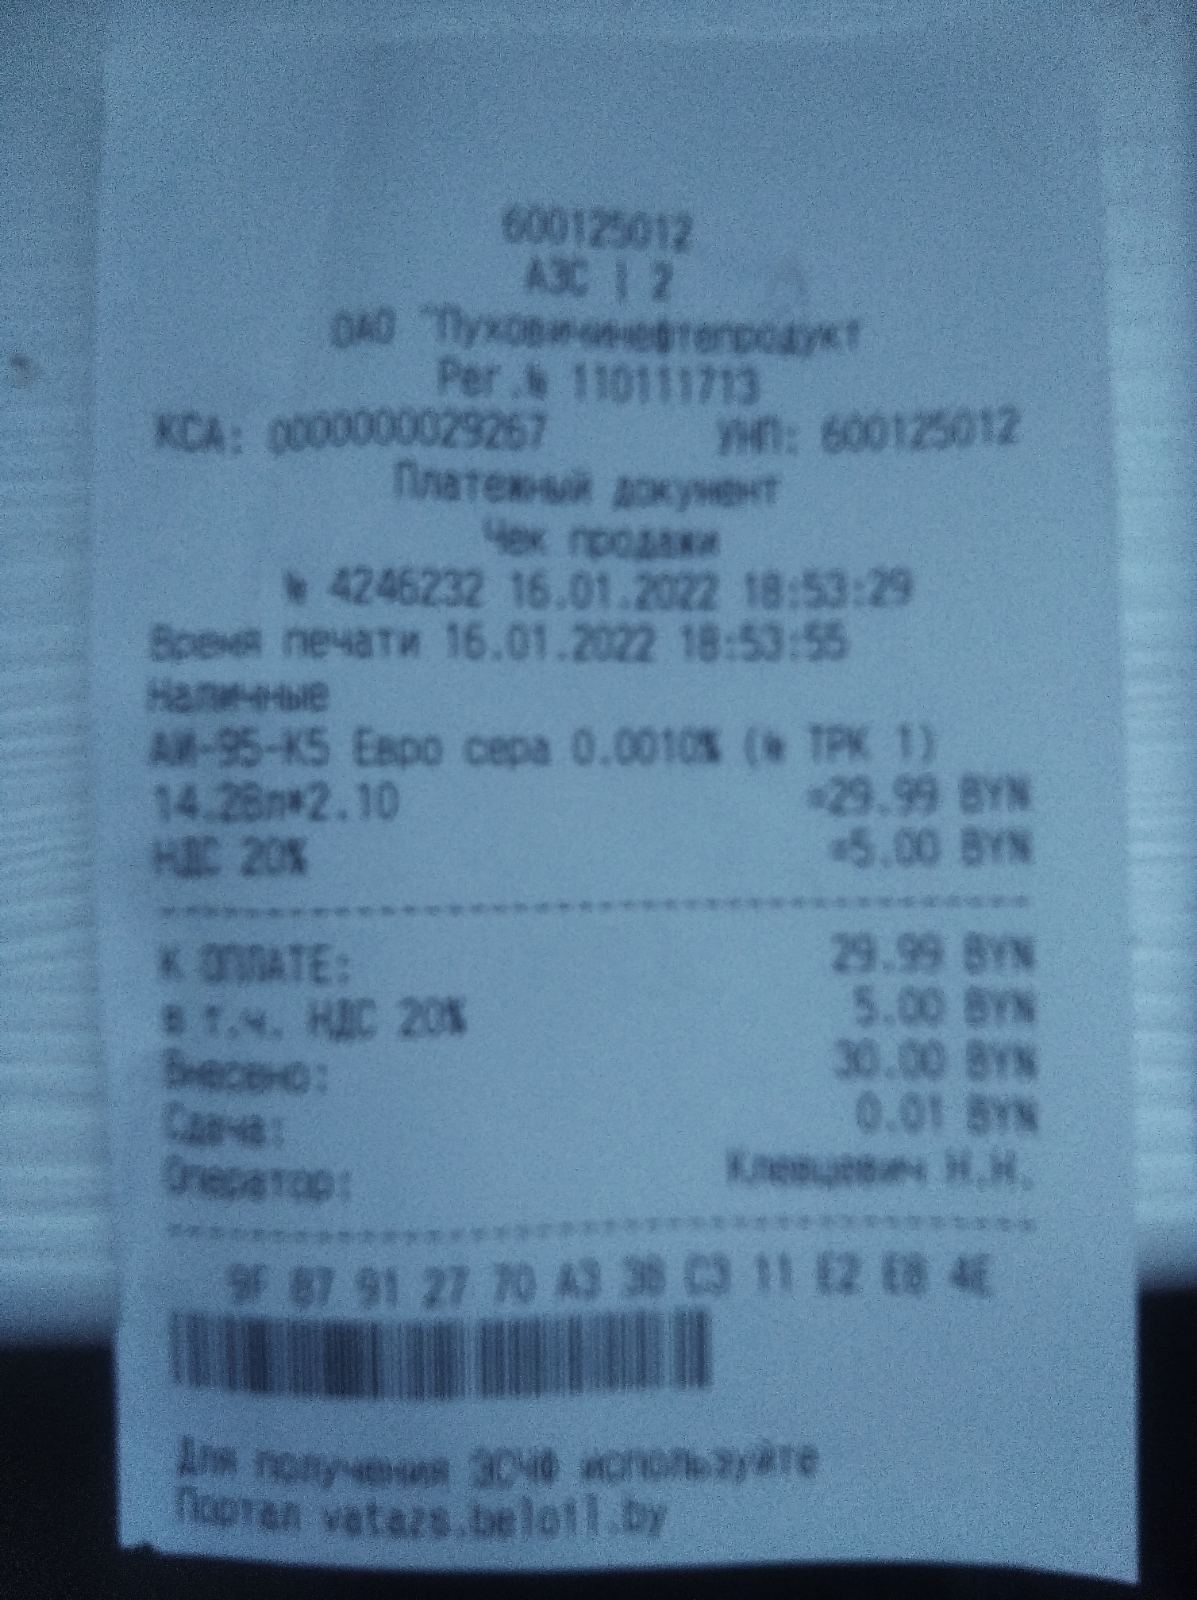 600125012
АЗС | 2
ОАО "Пуховичинефтепродукт
Рег.№ 110111713
КСА: 0000000029267 УНП: 600125012
Платежный документ
Чек продажи
№ 4246232 16.01.2022 18:53:29
Время печати 16.01.2022 18:53:55
Наличные
АИ-95-К5 Евро сера 0.0010% (№ ТРК 1)
14.28л*2.10 =29.99 BYN
НДС 20% =5.00 BYN
К ОПЛАТЕ: 29.99 BYN
в т.ч. НДС 20% 5.00 BYN
Внесено: 30.00 BYN
Сдача: 0.01 BYN
Оператор: Клевцевич Н.Н.
9F 87 91 27 70 A3 38 C3 11 E2 E8 4E
Для получения ЭСЧФ используйте
Портал vatazs.beloil.by